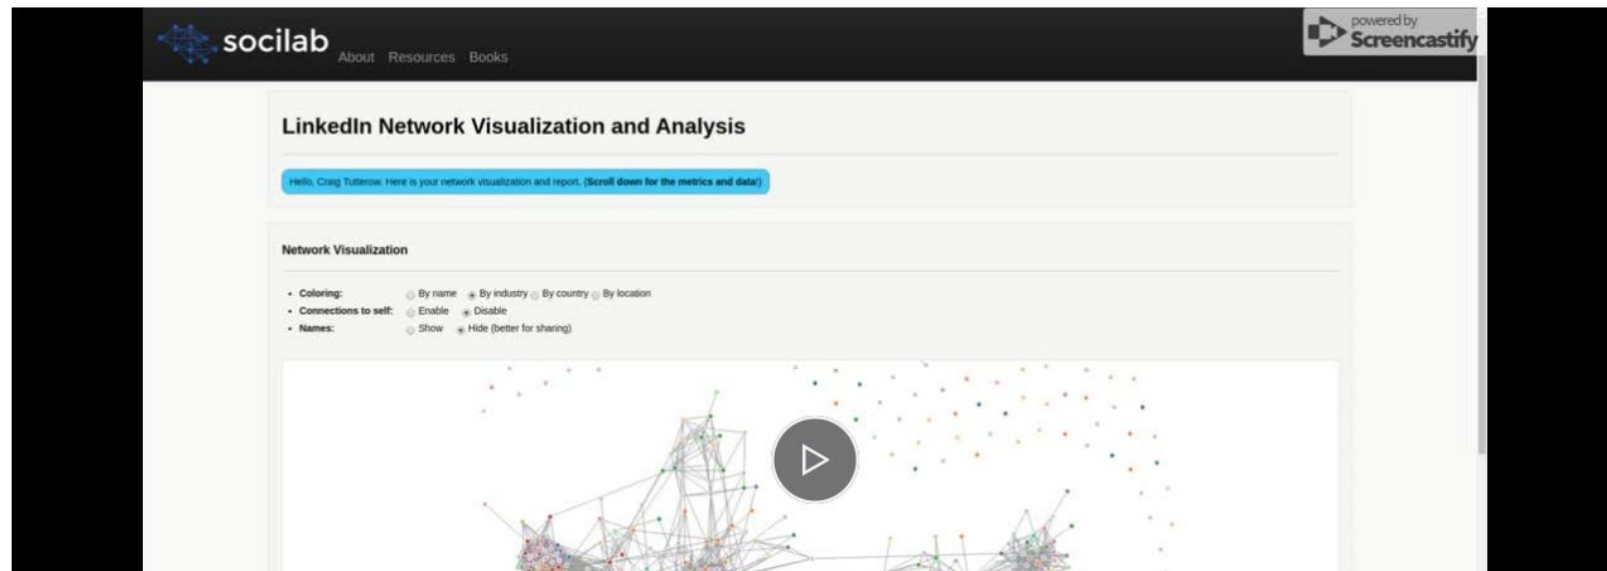 socilab
About Resources Books
powered by
Screencastify
LinkedIn Network Visualization and Analysis
Hello, Craig Tutterow. Here is your network visualization and report. (Scroll down for the metrics and data!)
Network Visualization
• Coloring: By name By industry By country By location
• Connections to self: Enable Disable
• Names: Show Hide (better for sharing)